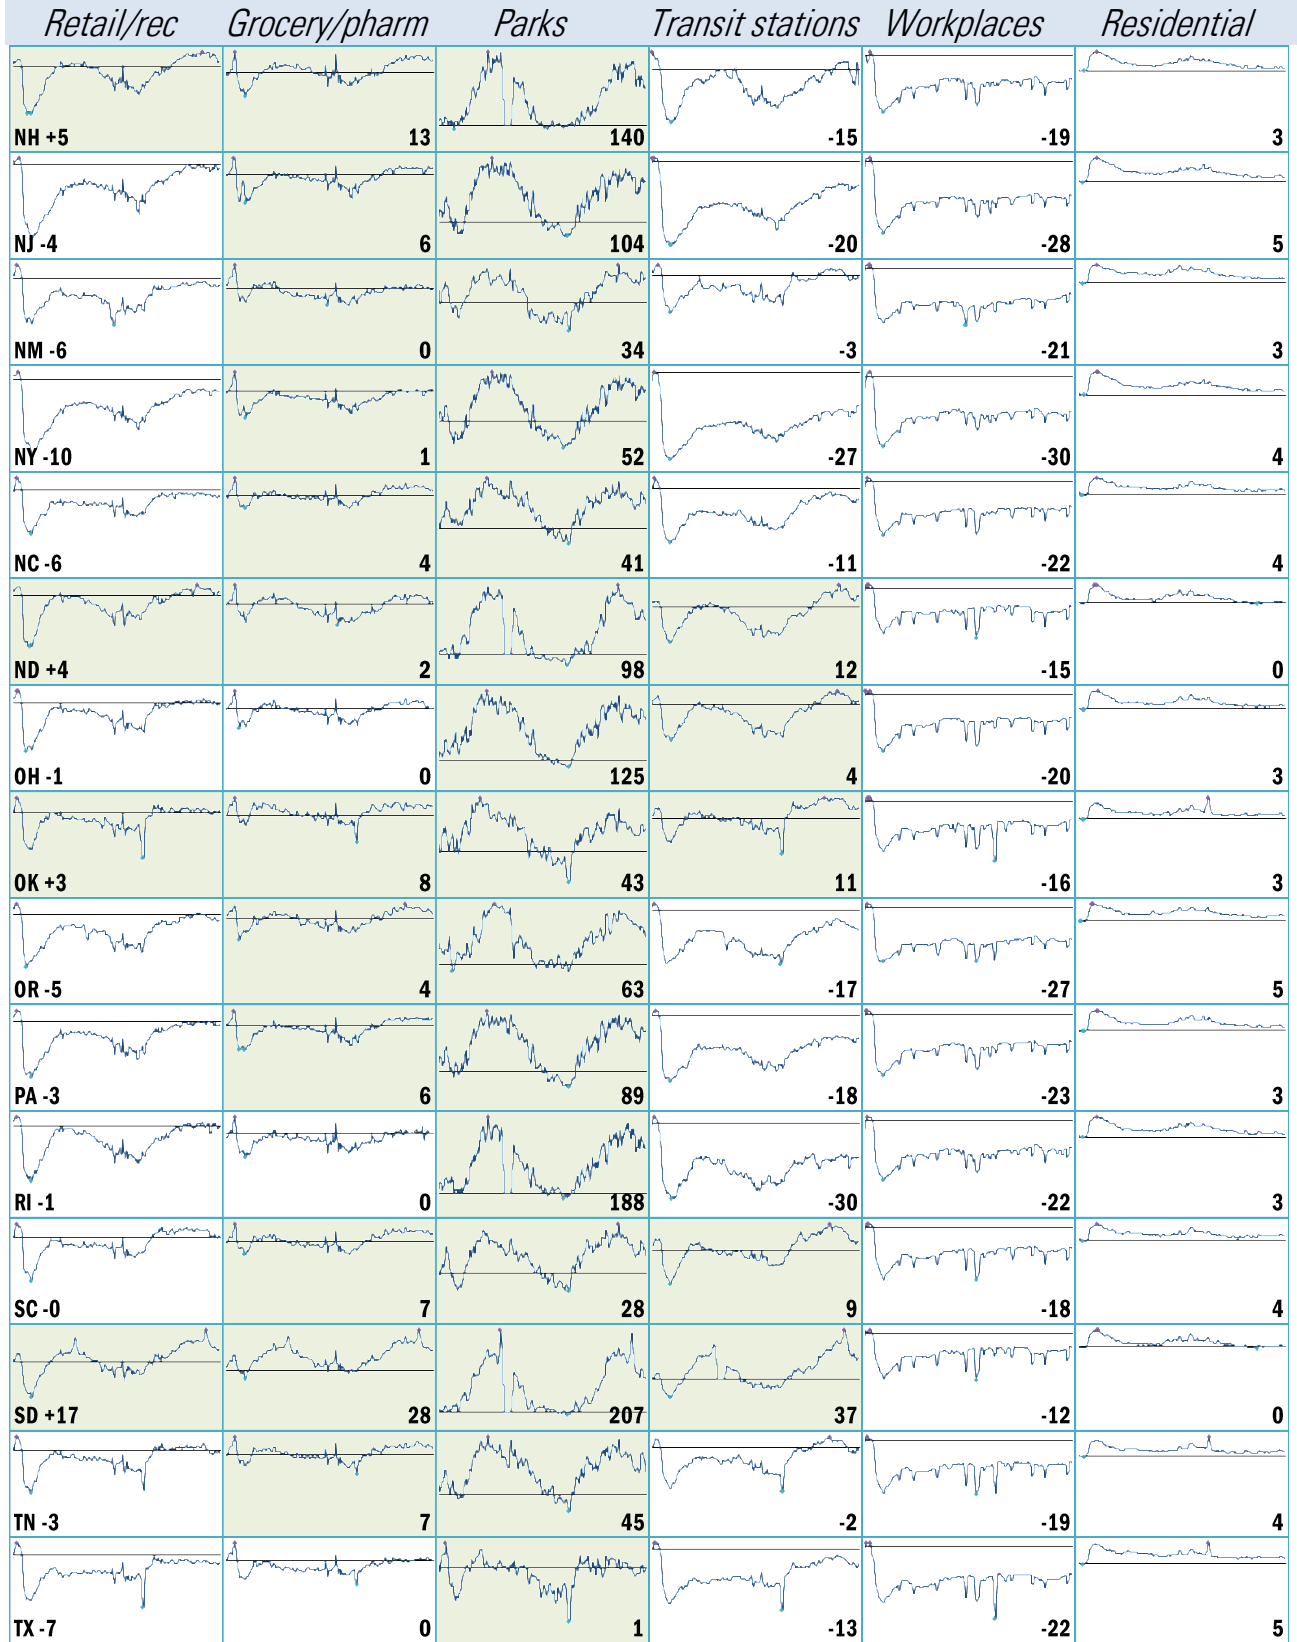 Retail/rec Grocery/pharm Parks Transit stations Workplaces Residential
NH +5 13 140 -15 -19 3
NJ -4 6 104 -20 -28 5
NM -6 0 34 -3 -21 3
NY -10 1 52 -27 -30 4
NC -6 4 41 -11 -22 4
ND +4 2 98 12 -15 0
OH -1 0 125 4 -20 3
OK +3 8 43 11 -16 3
OR -5 4 63 -17 -27 5
PA -3 6 89 -18 -23 3
RI -1 0 188 -30 -22 3
SC -0 7 28 9 -18 4
SD +17 28 207 37 -12 0
TN -3 7 45 -2 -19 4
TX -7 0 1 -13 -22 5